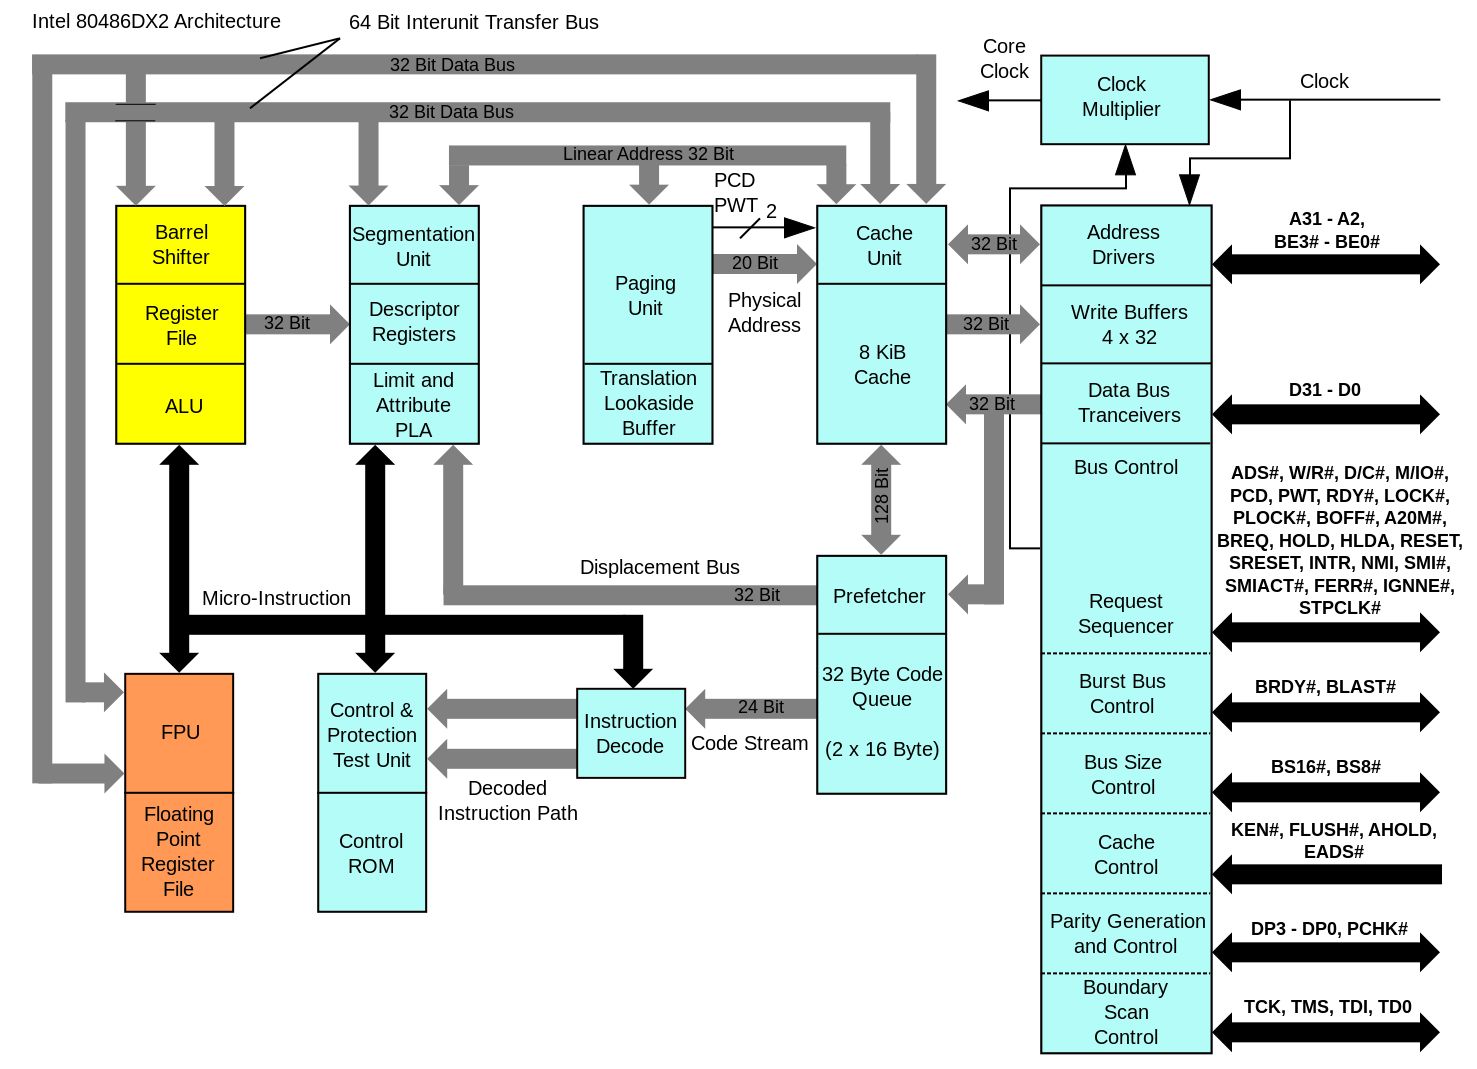 Intel 80486DX2 Architecture
64 Bit Interunit Transfer Bus
32 Bit Data Bus
32 Bit Data Bus
Linear Address 32 Bit
PCD
PWT
2
Core
Clock
Clock
Multiplier
Clock
Barrel
Shifter
Register
File
ALU
32 Bit
Segmentation
Unit
Descriptor
Registers
Limit and
Attribute
PLA
Paging
Unit
Translation
Lookaside
Buffer
20 Bit
Physical
Address
Cache
Unit
8 KiB
Cache
32 Bit
32 Bit
32 Bit
128 Bit
Address
Drivers
Write Buffers
4 x 32
Data Bus
Tranceivers
Bus Control
Request
Sequencer
Burst Bus
Control
Bus Size
Control
Cache
Control
Parity Generation
and Control
Boundary
Scan
Control
A31 - A2,
BE3# - BE0#
D31 - D0
ADS#, W/R#, D/C#, M/IO#,
PCD, PWT, RDY#, LOCK#,
PLOCK#, BOFF#, A20M#,
BREQ, HOLD, HLDA, RESET,
SRESET, INTR, NMI, SMI#,
SMIACT#, FERR#, IGNNE#,
STPCLK#
BRDY#, BLAST#
BS16#, BS8#
KEN#, FLUSH#, AHOLD,
EADS#
DP3 - DP0, PCHK#
TCK, TMS, TDI, TD0
Micro-Instruction
Displacement Bus
32 Bit
Prefetcher
32 Byte Code
Queue
(2 x 16 Byte)
24 Bit
Code Stream
Instruction
Decode
Decoded
Instruction Path
Control &
Protection
Test Unit
Control
ROM
FPU
Floating
Point
Register
File